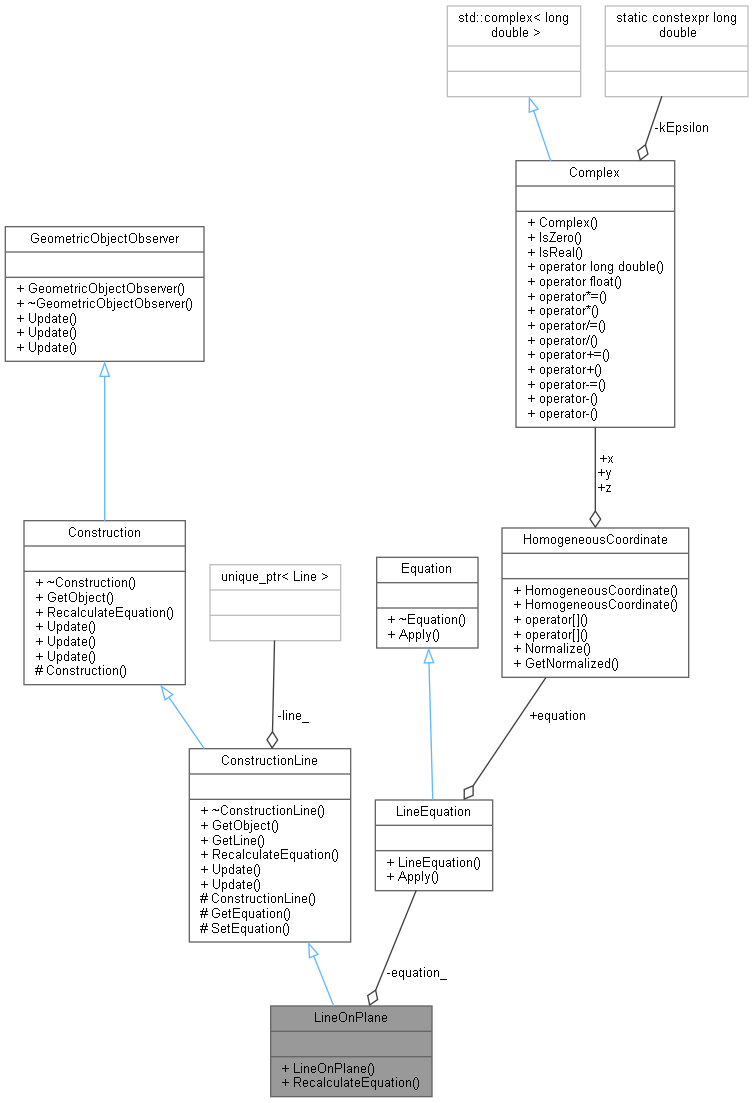 std::complex< long
double >
static constexpr long
double
-kEpsilon
Complex
+ Complex()
+ IsZero()
+ IsReal()
+ operator long double()
+ operator float()
+ operator*=()
+ operator*()
+ operator/=()
+ operator/()
+ operator+=()
+ operator+()
+ operator-=()
+ operator-()
+ operator-()
GeometricObjectObserver
+ GeometricObjectObserver()
+ ~GeometricObjectObserver()
+ Update()
+ Update()
+ Update()
+x
+y
+z
Construction
+ ~Construction()
+ GetObject()
+ RecalculateEquation()
+ Update()
+ Update()
+ Update()
# Construction()
unique_ptr< Line >
Equation
+ ~Equation()
+ Apply()
HomogeneousCoordinate
+ HomogeneousCoordinate()
+ HomogeneousCoordinate()
+ operator[]()
+ operator[]()
+ Normalize()
+ GetNormalized()
-line_
+equation
ConstructionLine
+ ~ConstructionLine()
+ GetObject()
+ GetLine()
+ RecalculateEquation()
+ Update()
+ Update()
# ConstructionLine()
# GetEquation()
# SetEquation()
LineEquation
+ LineEquation()
+ Apply()
-equation_
LineOnPlane
+ LineOnPlane()
+ RecalculateEquation()